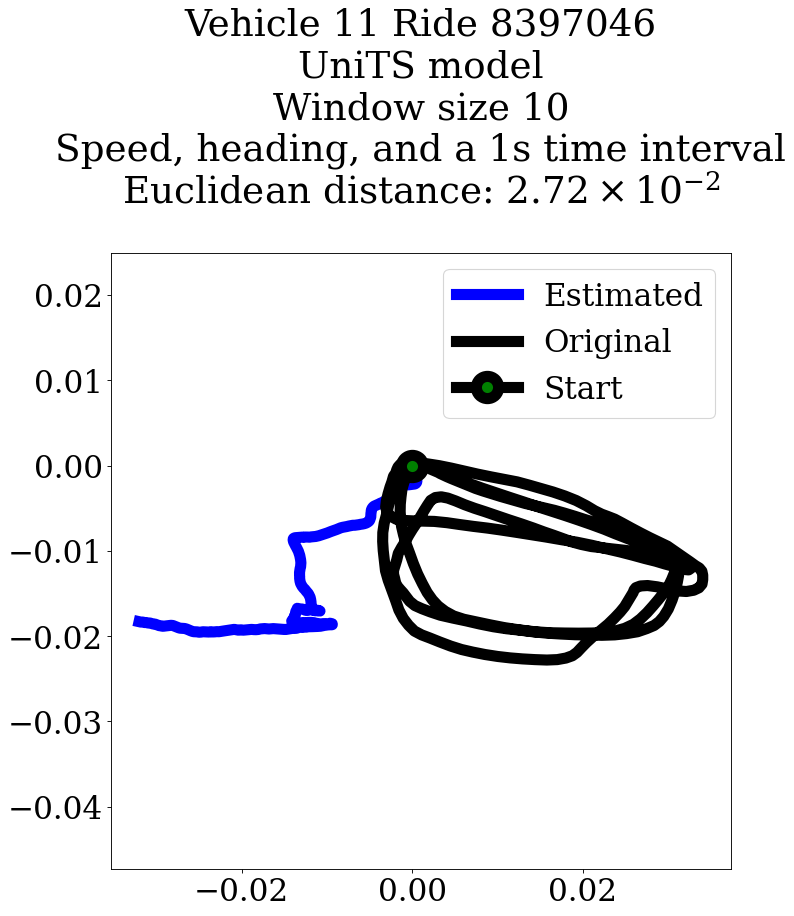 Vehicle 11 Ride 8397046
UniTS model
Window size 10
Speed, heading, and a 1s time interval
Euclidean distance: 2.72 × 10⁻²
Estimated
Original
Start
0.02
0.01
0.00
−0.01
−0.02
−0.03
−0.04
−0.02 0.00 0.02